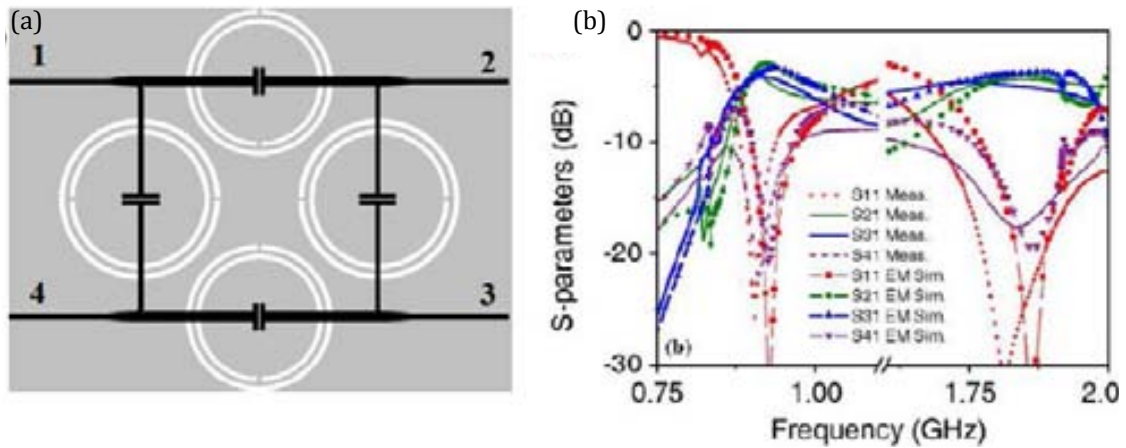 (a)
1
2
4
3
(b)
S-parameters (dB)
0
-10
-20
-30
S11 Meas.
S21 Meas.
S31 Meas.
S41 Meas.
S11 EM Sim.
S21 EM Sim.
S31 EM Sim.
S41 EM Sim.
(b)
0.75
1.00
1.75
2.0
Frequency (GHz)